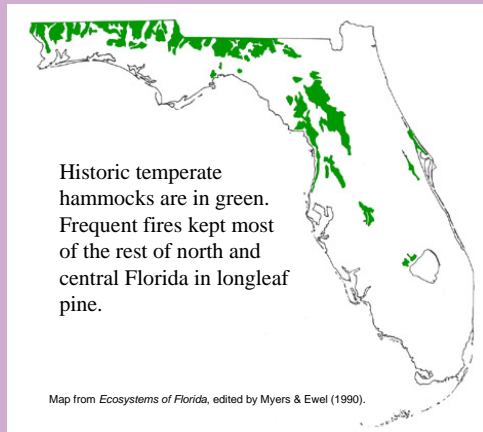 Historic temperate
hammocks are in green.
Frequent fires kept most
of the rest of north and
central Florida in longleaf
pine.
Map from Ecosystems of Florida, edited by Myers & Ewel (1990).